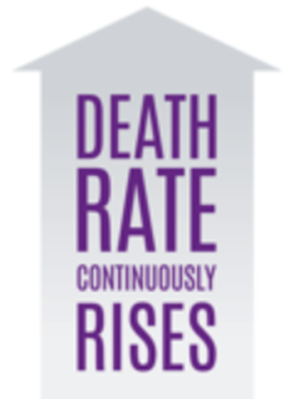 DEATH
RATE
CONTINUOUSLY
RISES